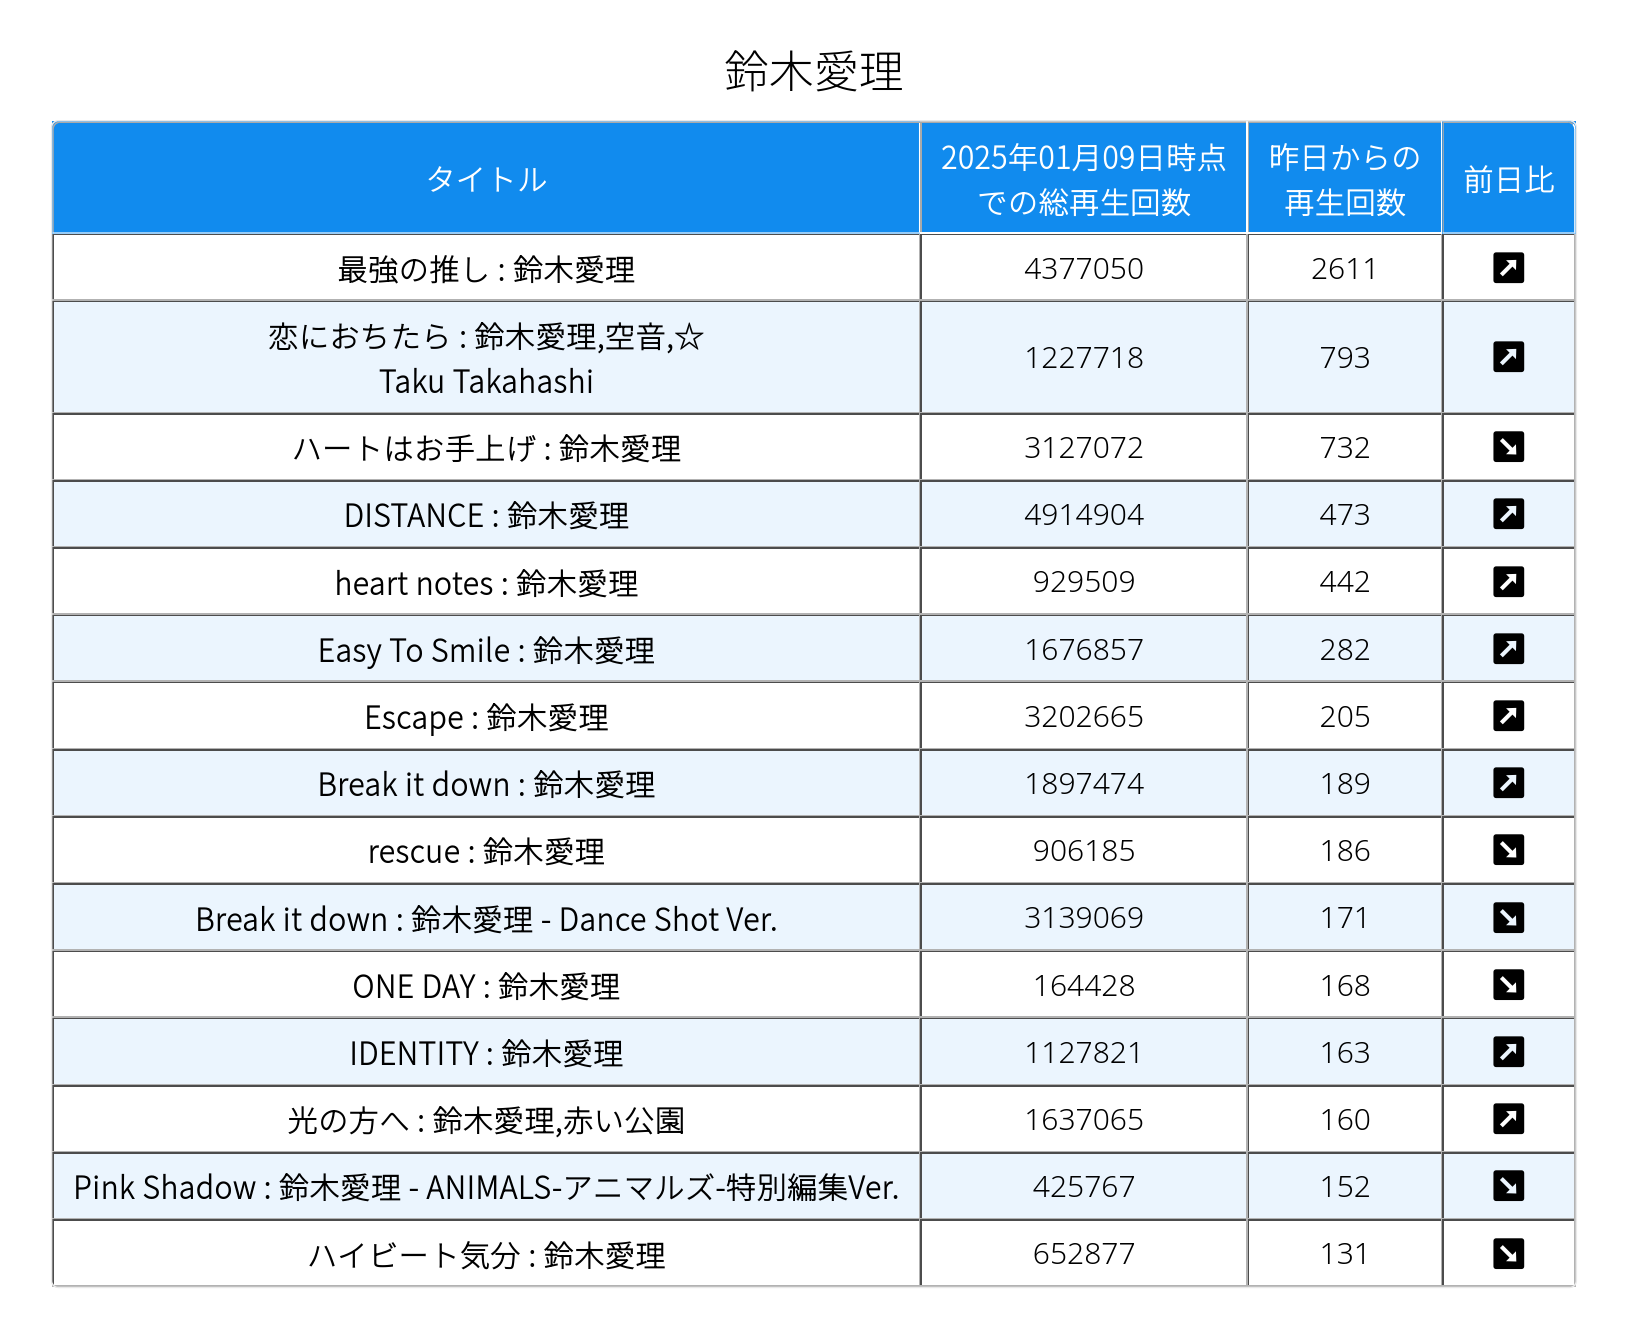 鈴木愛理
タイトル
2025年01月09日時点
での総再生回数
昨日からの
再生回数
前日比
最強の推し : 鈴木愛理 4377050 2611 ↗
恋におちたら : 鈴木愛理,空音,☆
Taku Takahashi 1227718 793 ↗
ハートはお手上げ : 鈴木愛理 3127072 732 ↘
DISTANCE : 鈴木愛理 4914904 473 ↗
heart notes : 鈴木愛理 929509 442 ↗
Easy To Smile : 鈴木愛理 1676857 282 ↗
Escape : 鈴木愛理 3202665 205 ↗
Break it down : 鈴木愛理 1897474 189 ↗
rescue : 鈴木愛理 906185 186 ↘
Break it down : 鈴木愛理 - Dance Shot Ver. 3139069 171 ↘
ONE DAY : 鈴木愛理 164428 168 ↘
IDENTITY : 鈴木愛理 1127821 163 ↗
光の方へ : 鈴木愛理,赤い公園 1637065 160 ↗
Pink Shadow : 鈴木愛理 - ANIMALS-アニマルズ-特別編集Ver. 425767 152 ↘
ハイビート気分 : 鈴木愛理 652877 131 ↘